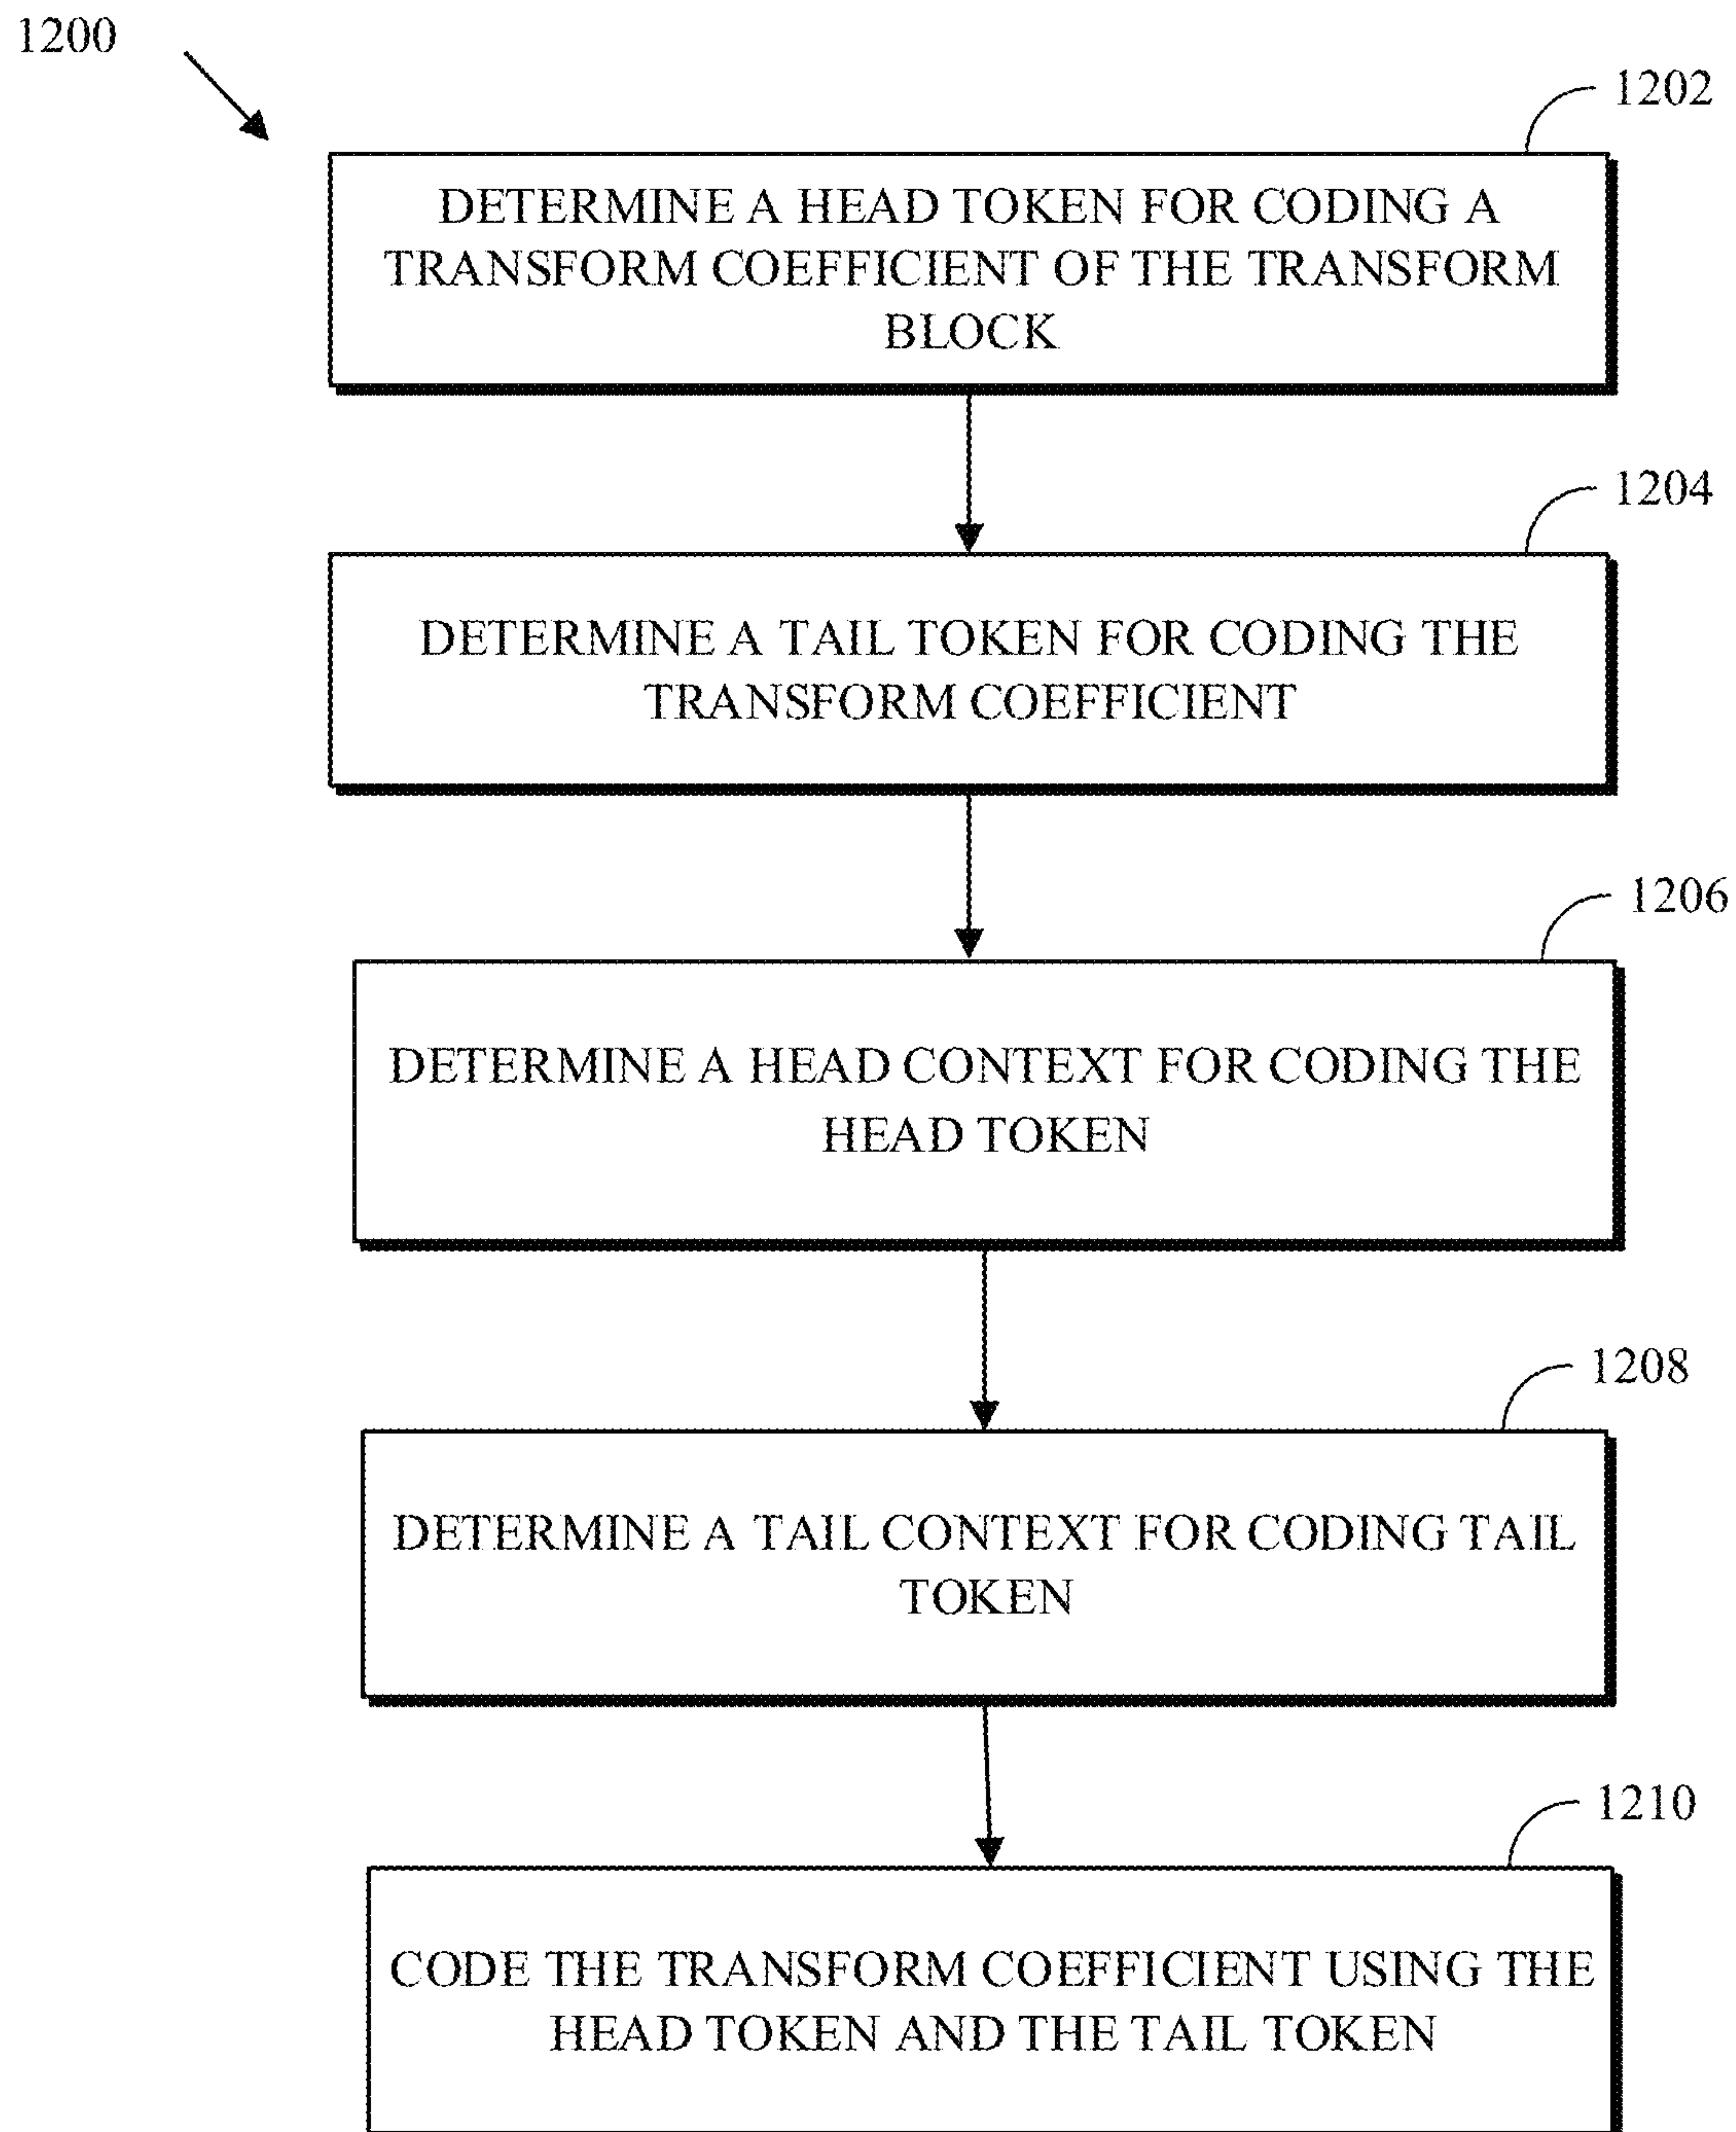 1200
1202
DETERMINE A HEAD TOKEN FOR CODING A
TRANSFORM COEFFICIENT OF THE TRANSFORM
BLOCK
1204
DETERMINE A TAIL TOKEN FOR CODING THE
TRANSFORM COEFFICIENT
1206
DETERMINE A HEAD CONTEXT FOR CODING THE
HEAD TOKEN
1208
DETERMINE A TAIL CONTEXT FOR CODING TAIL
TOKEN
1210
CODE THE TRANSFORM COEFFICIENT USING THE
HEAD TOKEN AND THE TAIL TOKEN